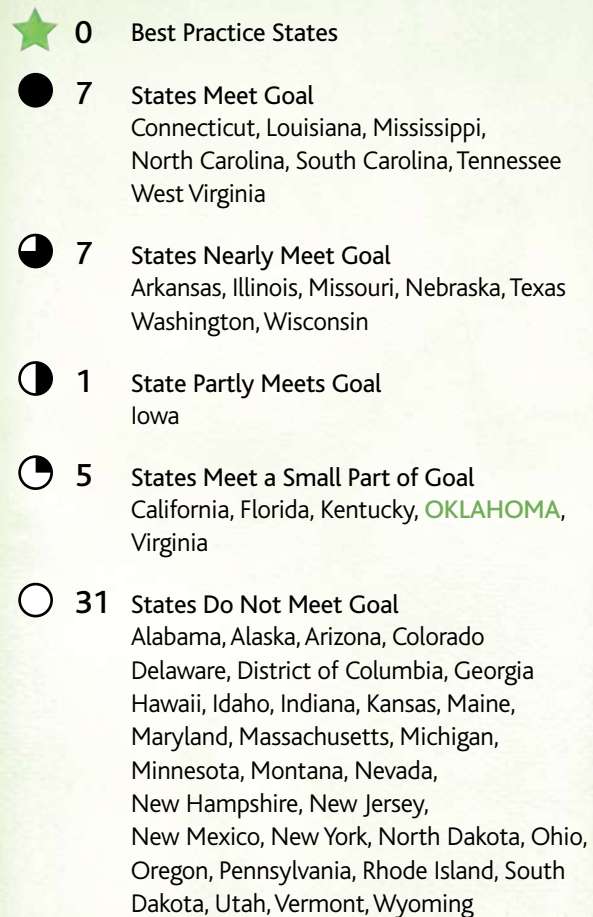 0 Best Practice States
7 States Meet Goal
Connecticut, Louisiana, Mississippi,
North Carolina, South Carolina, Tennessee
West Virginia
7 States Nearly Meet Goal
Arkansas, Illinois, Missouri, Nebraska, Texas
Washington, Wisconsin
1 State Partly Meets Goal
Iowa
5 States Meet a Small Part of Goal
California, Florida, Kentucky, OKLAHOMA,
Virginia
31 States Do Not Meet Goal
Alabama, Alaska, Arizona, Colorado
Delaware, District of Columbia, Georgia
Hawaii, Idaho, Indiana, Kansas, Maine,
Maryland, Massachusetts, Michigan,
Minnesota, Montana, Nevada,
New Hampshire, New Jersey,
New Mexico, New York, North Dakota, Ohio,
Oregon, Pennsylvania, Rhode Island, South
Dakota, Utah, Vermont, Wyoming